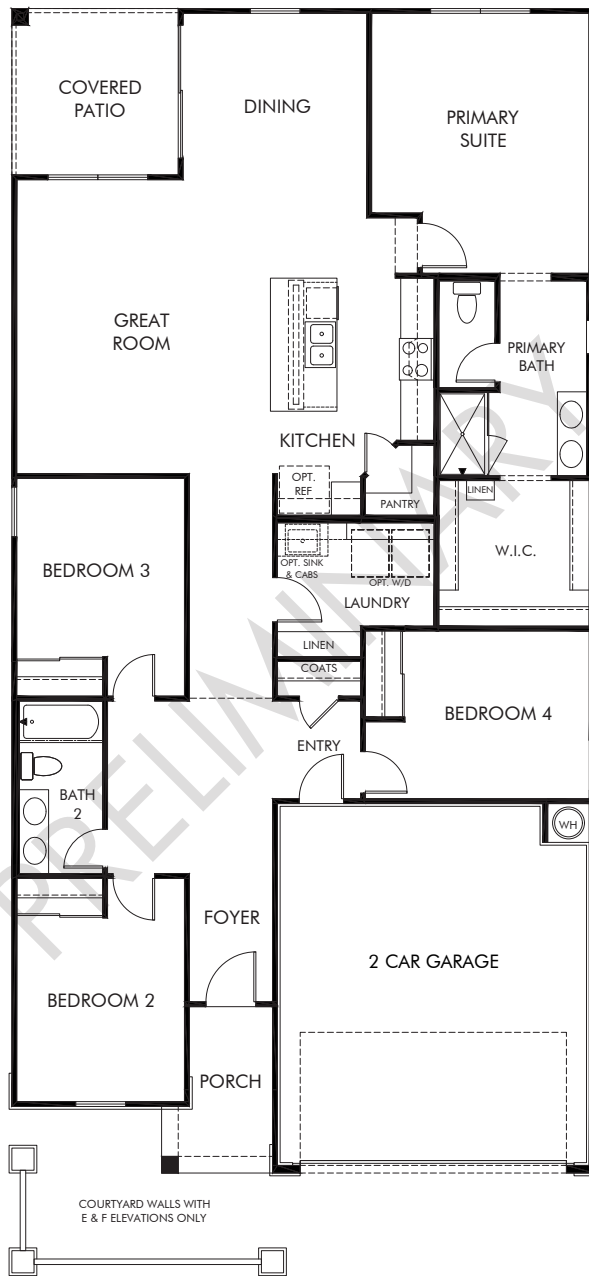 COVERED
PATIO
DINING
PRIMARY
SUITE
GREAT
ROOM
PRIMARY
BATH
KITCHEN
OPT.
REF
PANTRY
LINEN
W.I.C.
OPT. SINK
& CABS
OPT. W/D
LAUNDRY
BEDROOM 3
LINEN
COATS
ENTRY
BEDROOM 4
BATH
2
WH
FOYER
2 CAR GARAGE
BEDROOM 2
PORCH
COURTYARD WALLS WITH
E & F ELEVATIONS ONLY
PRELIMINARY